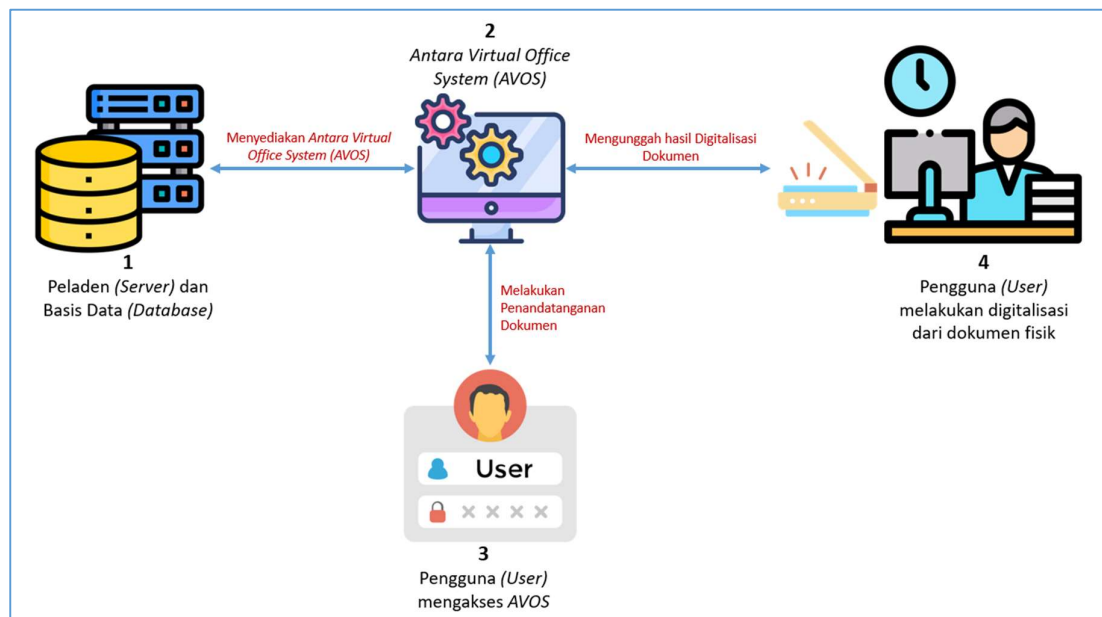 2
Antara Virtual Office
System (AVOS)
Menyediakan Antara Virtual
Office System (AVOS)
Mengunggah hasil Digitalisasi
Dokumen
1
Peladen (Server) dan
Basis Data (Database)
4
Pengguna (User)
melakukan digitalisasi
dari dokumen fisik
Melakukan
Penandatanganan
Dokumen
User
××××
3
Pengguna (User)
mengakses AVOS